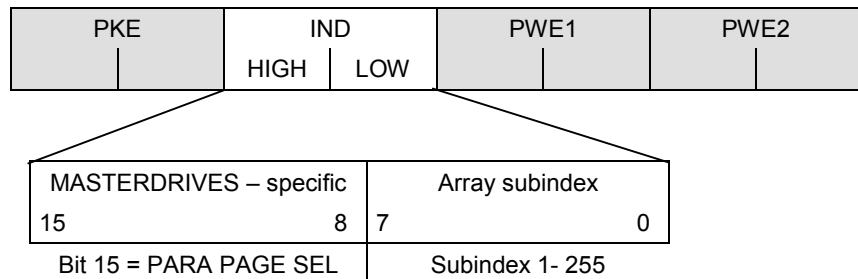 PKE IND PWE1 PWE2
HIGH LOW
MASTERDRIVES – specific Array subindex
15 8 7 0
Bit 15 = PARA PAGE SEL Subindex 1- 255